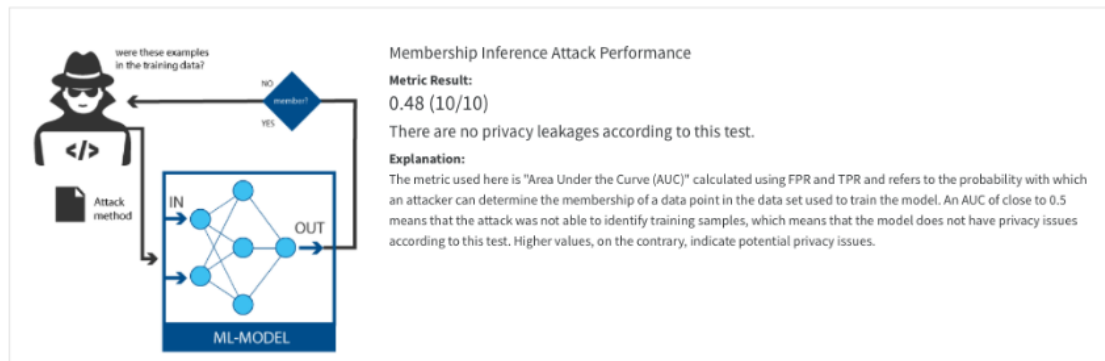 were these examples
in the training data?
NO
member?
YES
</>
Attack
method
IN
OUT
ML-MODEL
Membership Inference Attack Performance
Metric Result:
0.48 (10/10)
There are no privacy leakages according to this test.
Explanation:
The metric used here is "Area Under the Curve (AUC)" calculated using FPR and TPR and refers to the probability with which
an attacker can determine the membership of a data point in the data set used to train the model. An AUC of close to 0.5
means that the attack was not able to identify training samples, which means that the model does not have privacy issues
according to this test. Higher values, on the contrary, indicate potential privacy issues.